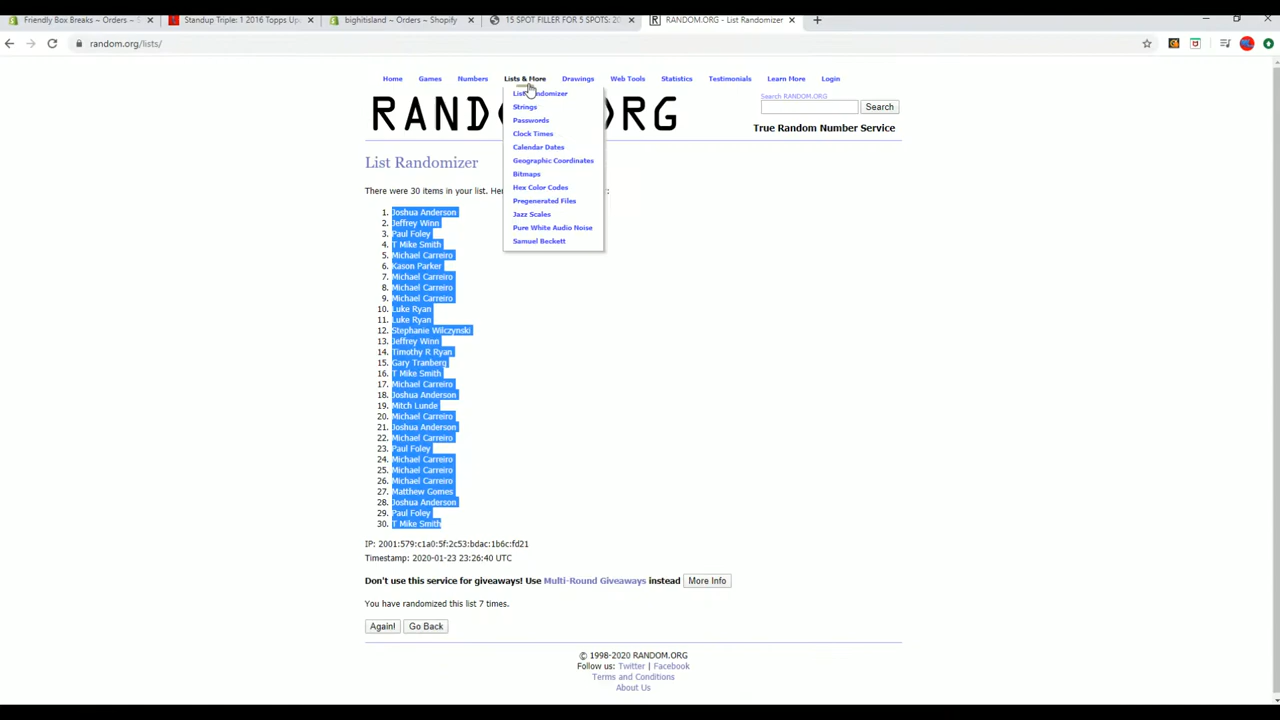 Friendly Box Breaks ~ Orders ~ S
Standup Triple: 1 2016 Topps Up
bighitisland ~ Orders ~ Shopify
15 SPOT FILLER FOR 5 SPOTS: 20
RANDOM.ORG - List Randomizer
random.org/lists/
Home Games Numbers Lists & More Drawings Web Tools Statistics Testimonials Learn More Login
Search RANDOM.ORG
Search
True Random Number Service
Strings
Passwords
Clock Times
Calendar Dates
Geographic Coordinates
Bitmaps
Hex Color Codes
Pregenerated Files
Jazz Scales
Pure White Audio Noise
Samuel Beckett
List Randomizer
There were 30 items in your list.
1. Joshua Anderson
2. Jeffrey Winn
3. Paul Foley
4. T Mike Smith
5. Michael Carreiro
6. Kason Parker
7. Michael Carreiro
8. Michael Carreiro
9. Michael Carreiro
10. Luke Ryan
11. Luke Ryan
12. Stephanie Wilczynski
13. Jeffrey Winn
14. Timothy R Ryan
15. Gary Tranberg
16. T Mike Smith
17. Michael Carreiro
18. Joshua Anderson
19. Mitch Lunde
20. Michael Carreiro
21. Joshua Anderson
22. Michael Carreiro
23. Paul Foley
24. Michael Carreiro
25. Michael Carreiro
26. Michael Carreiro
27. Matthew Gomes
28. Joshua Anderson
29. Paul Foley
30. T Mike Smith
IP: 2001:579:c1a0:5f:2c53:bdac:1b6c:fd21
Timestamp: 2020-01-23 23:26:40 UTC
Don't use this service for giveaways! Use Multi-Round Giveaways instead More Info
You have randomized this list 7 times.
Again! Go Back
© 1998-2020 RANDOM.ORG
Follow us: Twitter | Facebook
Terms and Conditions
About Us